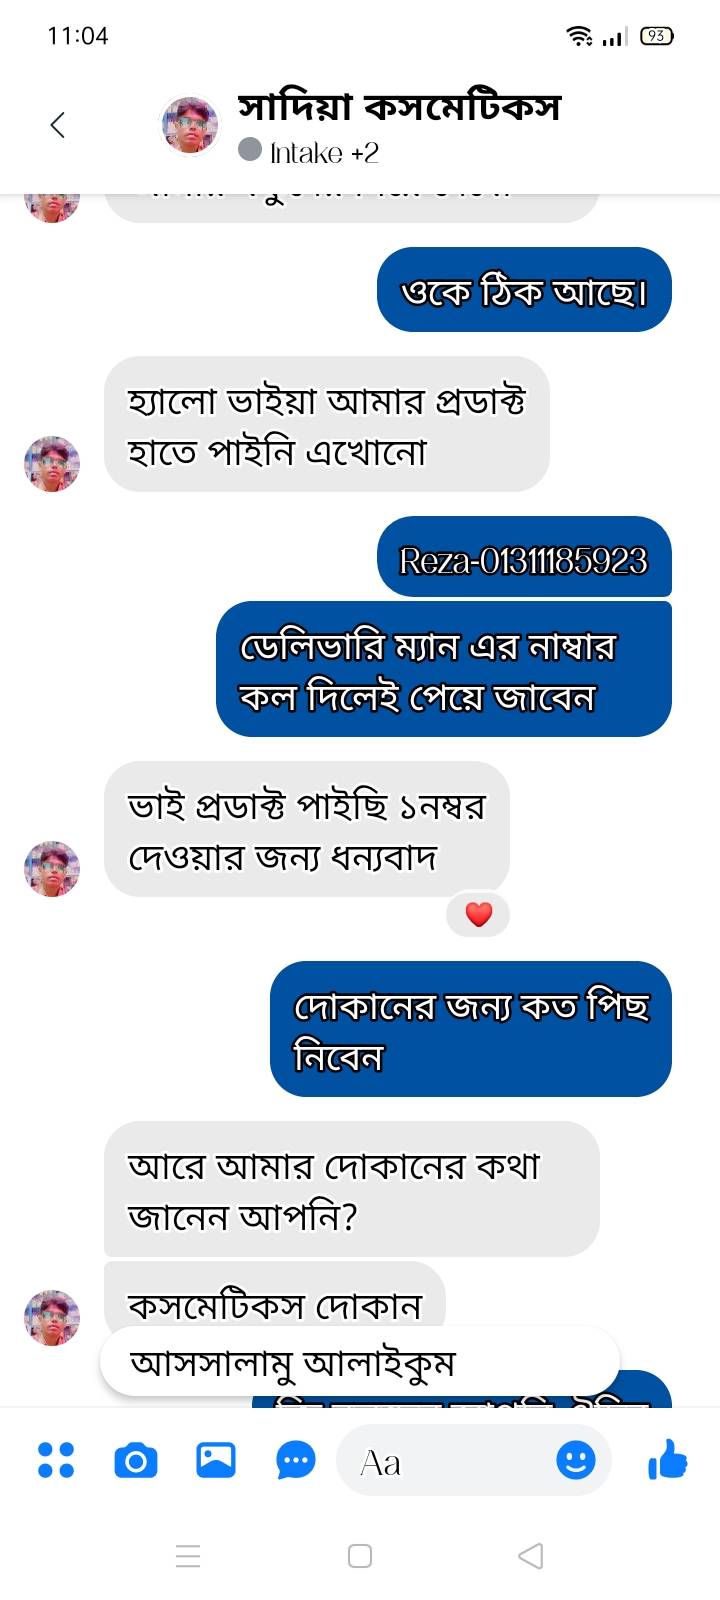 11:04
93
সাদিয়া কসমেটিকস
Intake +2
ওকে ঠিক আছে।
হ্যালো ভাইয়া আমার প্রডাক্ট
হাতে পাইনি এখোনো
Reza-01311185923
ডেলিভারি ম্যান এর নাম্বার
কল দিলেই পেয়ে জাবেন
ভাই প্রডাক্ট পাইছি ১নম্বর
দেওয়ার জন্য ধন্যবাদ
দোকানের জন্য কত পিছ
নিবেন
আরে আমার দোকানের কথা
জানেন আপনি?
কসমেটিকস দোকান
আসসালামু আলাইকুম
Aa